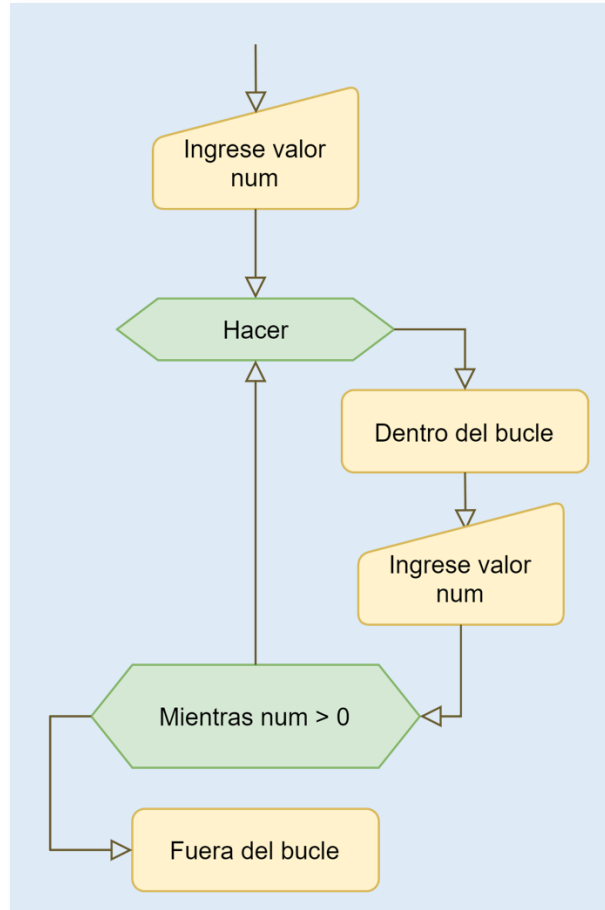 Ingrese valor
num
Hacer
Dentro del bucle
Ingrese valor
num
Mientras num > 0
Fuera del bucle